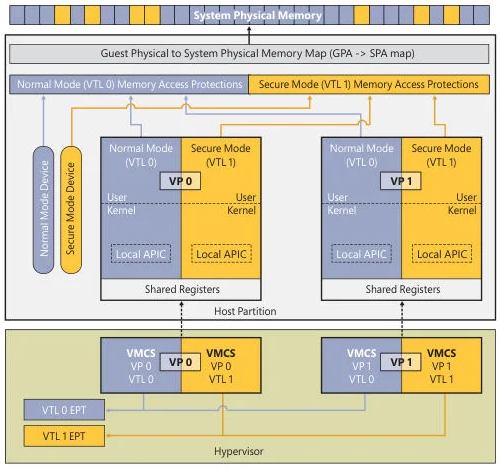 System Physical Memory
Guest Physical to System Physical Memory Map (GPA -> SPA map)
Normal Mode (VTL 0) Memory Access Protections
Secure Mode (VTL 1) Memory Access Protections
Normal Mode Device
Secure Mode Device
Normal Mode
(VTL 0)
Secure Mode
(VTL 1)
VP 0
User
User
Kernel
Kernel
Local APIC
Local APIC
Shared Registers
Normal Mode
(VTL 0)
Secure Mode
(VTL 1)
VP 1
User
User
Kernel
Kernel
Local APIC
Local APIC
Shared Registers
Host Partition
VMCS
VP 0
VTL 0
VP 0
VMCS
VP 0
VTL 1
VMCS
VP 1
VTL 0
VP 1
VMCS
VP 1
VTL 1
VTL 0 EPT
VTL 1 EPT
Hypervisor